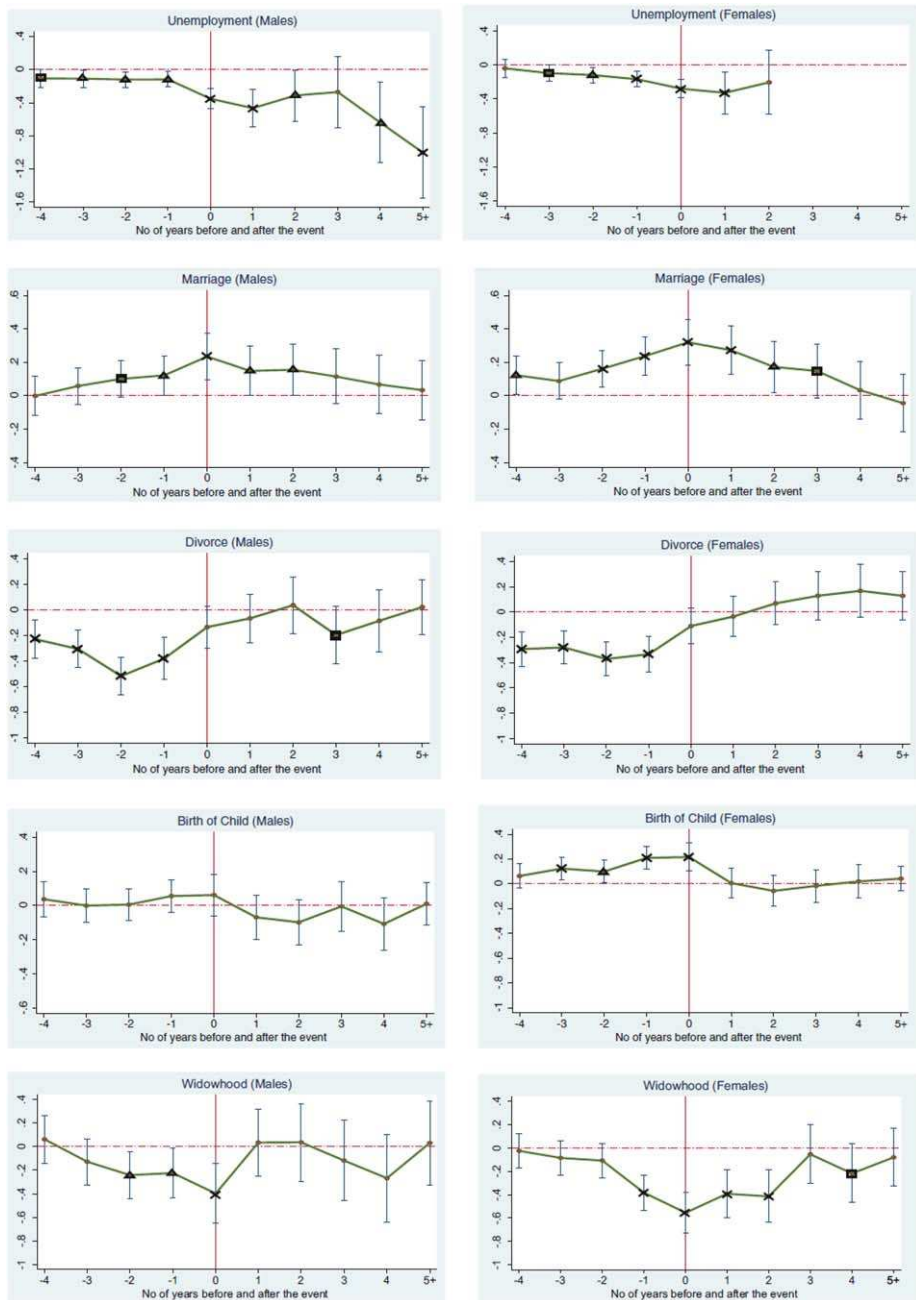 Unemployment (Males)
.4
0
-.4
-.8
-1.2
-1.6
-4 -3 -2 -1 0 1 2 3 4 5+
No of years before and after the event
Unemployment (Females)
.4
0
-.4
-.8
-1.2
-1.6
-4 -3 -2 -1 0 1 2 3 4 5+
No of years before and after the event
Marriage (Males)
.6
.4
.2
0
-.2
-.4
-4 -3 -2 -1 0 1 2 3 4 5+
No of years before and after the event
Marriage (Females)
.6
.4
.2
0
-.2
-.4
-4 -3 -2 -1 0 1 2 3 4 5+
No of years before and after the event
Divorce (Males)
.4
.2
0
-.2
-.4
-.6
-.8
-1
-4 -3 -2 -1 0 1 2 3 4 5+
No of years before and after the event
Divorce (Females)
.4
.2
0
-.2
-.4
-.6
-.8
-1
-4 -3 -2 -1 0 1 2 3 4 5+
No of years before and after the event
Birth of Child (Males)
.4
.2
0
-.2
-.4
-.6
-4 -3 -2 -1 0 1 2 3 4 5+
No of years before and after the event
Birth of Child (Females)
.4
.2
0
-.2
-.4
-.6
-.8
-1
-4 -3 -2 -1 0 1 2 3 4 5+
No of years before and after the event
Widowhood (Males)
.4
.2
0
-.2
-.4
-.6
-.8
-1
-4 -3 -2 -1 0 1 2 3 4 5+
No of years before and after the event
Widowhood (Females)
.4
.2
0
-.2
-.4
-.6
-.8
-1
-4 -3 -2 -1 0 1 2 3 4 5+
No of years before and after the event